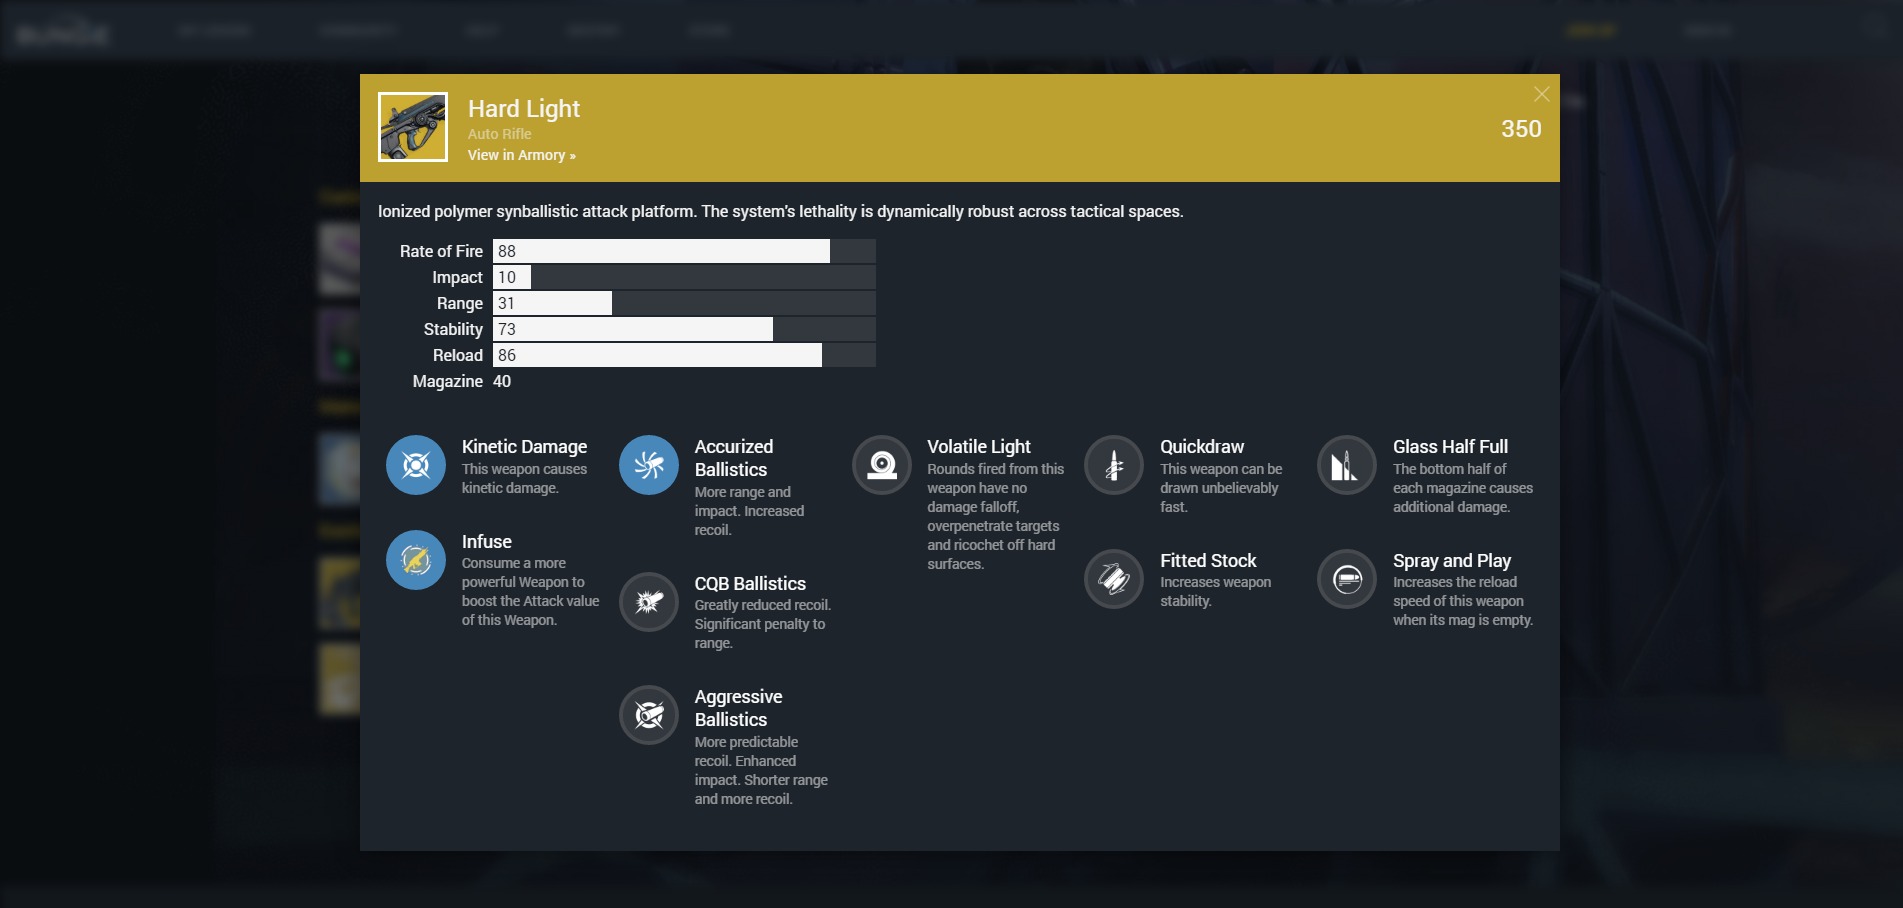 Hard Light
Auto Rifle
View in Armory »
350
Ionized polymer synballistic attack platform. The system's lethality is dynamically robust across tactical spaces.
Rate of Fire 88
Impact 10
Range 31
Stability 73
Reload 86
Magazine 40
Kinetic Damage
This weapon causes
kinetic damage.
Infuse
Consume a more
powerful Weapon to
boost the Attack value
of this Weapon.
Accurized
Ballistics
More range and
impact. Increased
recoil.
CQB Ballistics
Greatly reduced recoil.
Significant penalty to
range.
Aggressive
Ballistics
More predictable
recoil. Enhanced
impact. Shorter range
and more recoil.
Volatile Light
Rounds fired from this
weapon have no
damage falloff,
overpenetrate targets
and ricochet off hard
surfaces.
Quickdraw
This weapon can be
drawn unbelievably
fast.
Fitted Stock
Increases weapon
stability.
Glass Half Full
The bottom half of
each magazine causes
additional damage.
Spray and Play
Increases the reload
speed of this weapon
when its mag is empty.